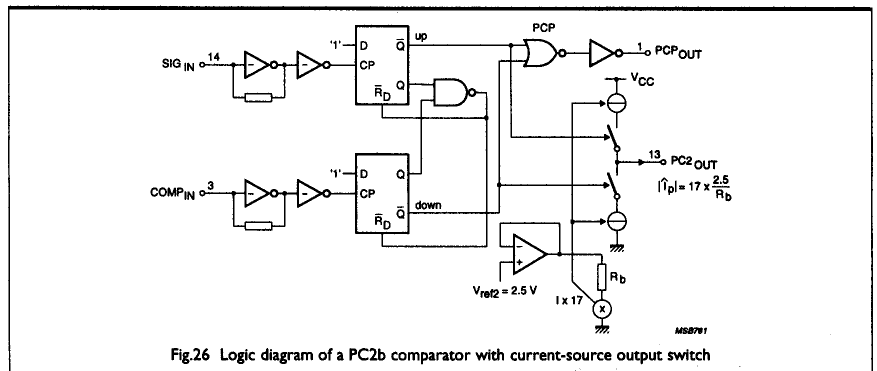 PCP
'1'
D
Q̅
up
14
SIG IN
CP
1
PCP OUT
Q
R̅D
VCC
13
PC2 OUT
'1'
D
Q
|Îp| = 17 x 2.5
Rb
3
COMP IN
CP
down
R̅D
Q̅
Rb
Vref2 = 2.5 V
I x 17
x
MSB781
Fig.26 Logic diagram of a PC2b comparator with current-source output switch